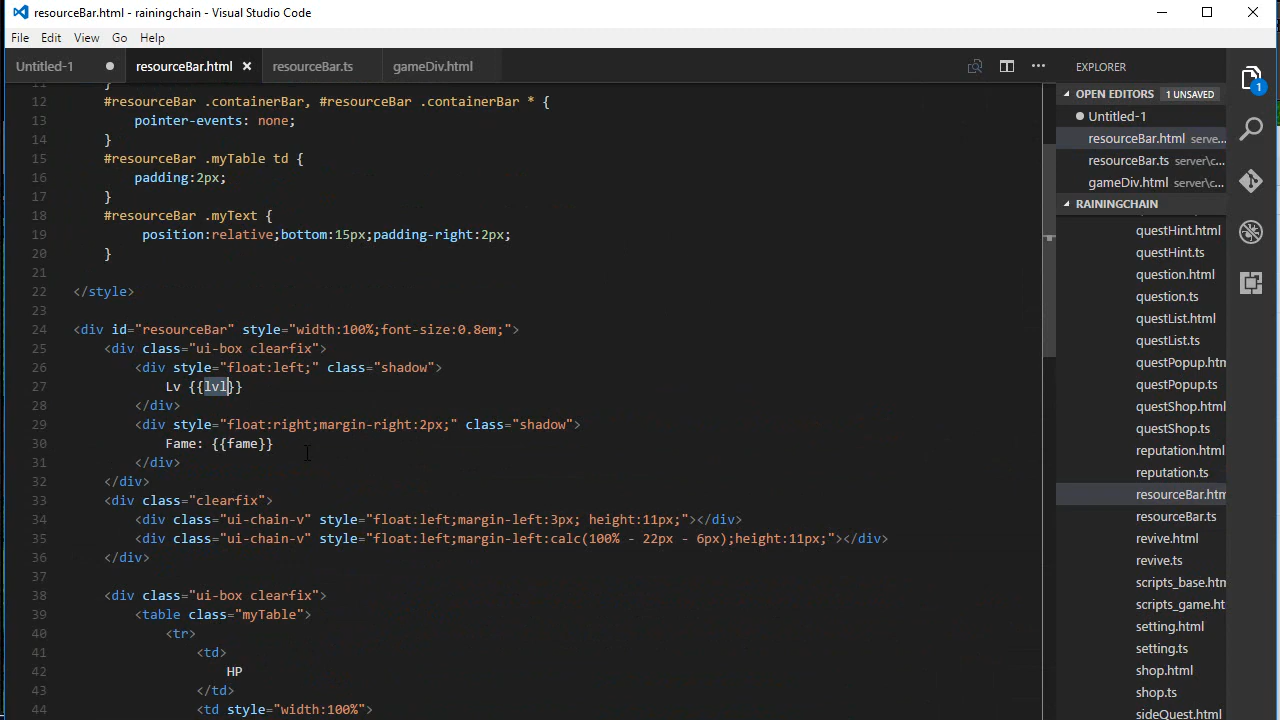 resourceBar.html - rainingchain - Visual Studio Code
File Edit View Go Help
Untitled-1 resourceBar.html resourceBar.ts gameDiv.html
12 #resourceBar .containerBar, #resourceBar .containerBar * {
13 pointer-events: none;
14 }
15 #resourceBar .myTable td {
16 padding:2px;
17 }
18 #resourceBar .myText {
19 position:relative;bottom:15px;padding-right:2px;
20 }
21
22 </style>
23
24 <div id="resourceBar" style="width:100%;font-size:0.8em;">
25 <div class="ui-box clearfix">
26 <div style="float:left;" class="shadow">
27 Lv {{lvl}}
28 </div>
29 <div style="float:right;margin-right:2px;" class="shadow">
30 Fame: {{fame}}
31 </div>
32 </div>
33 <div class="clearfix">
34 <div class="ui-chain-v" style="float:left;margin-left:3px; height:11px;"></div>
35 <div class="ui-chain-v" style="float:left;margin-left:calc(100% - 22px - 6px);height:11px;"></div>
36 </div>
37
38 <div class="ui-box clearfix">
39 <table class="myTable">
40 <tr>
41 <td>
42 HP
43 </td>
44 <td style="width:100%">
EXPLORER
OPEN EDITORS 1 UNSAVED
Untitled-1
resourceBar.html serve...
resourceBar.ts server\c...
gameDiv.html server\c...
RAININGCHAIN
questHint.html
questHint.ts
question.html
question.ts
questList.html
questList.ts
questPopup.htm
questPopup.ts
questShop.html
questShop.ts
reputation.html
reputation.ts
resourceBar.htm
resourceBar.ts
revive.html
revive.ts
scripts_base.htm
scripts_game.ht
setting.html
setting.ts
shop.html
shop.ts
sideQuest.html
1